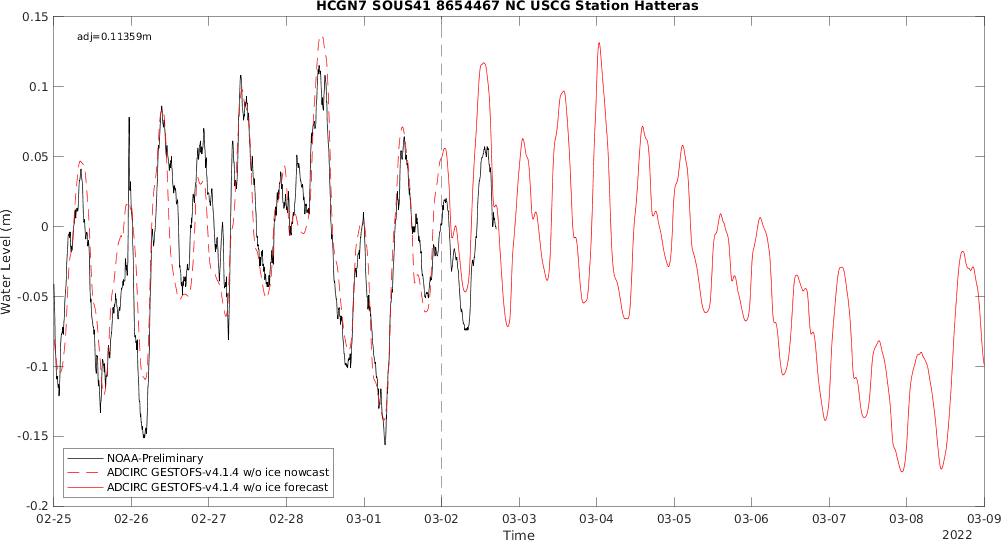 HCGN7 SOUS41 8654467 NC USCG Station Hatteras
adj=0.11359m
0.15
0.1
0.05
0
-0.05
-0.1
-0.15
-0.2
Water Level (m)
NOAA-Preliminary
ADCIRC GESTOFS-v4.1.4 w/o ice nowcast
ADCIRC GESTOFS-v4.1.4 w/o ice forecast
02-25 02-26 02-27 02-28 03-01 03-02 03-03 03-04 03-05 03-06 03-07 03-08 03-09
Time
2022